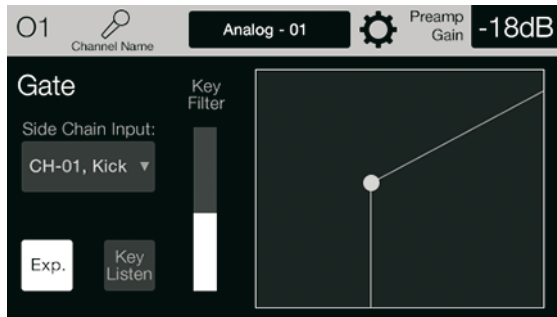 O1
Channel Name
Analog - 01
Preamp
Gain
-18dB
Gate
Key
Filter
Side Chain Input:
CH-01, Kick ▼
Exp.
Key
Listen